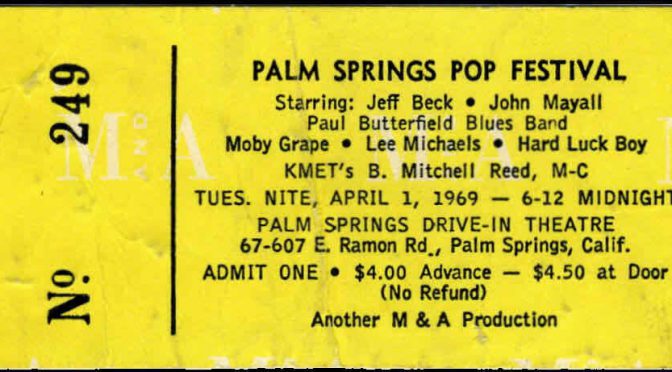 No. 249
PALM SPRINGS POP FESTIVAL
Starring: Jeff Beck • John Mayall
Paul Butterfield Blues Band
Moby Grape • Lee Michaels • Hard Luck Boy
KMET's B. Mitchell Reed, M-C
TUES. NITE, APRIL 1, 1969 — 6-12 MIDNIGHT
PALM SPRINGS DRIVE-IN THEATRE
67-607 E. Ramon Rd., Palm Springs, Calif.
ADMIT ONE • $4.00 Advance — $4.50 at Door
(No Refund)
Another M & A Production
M AND A
M A